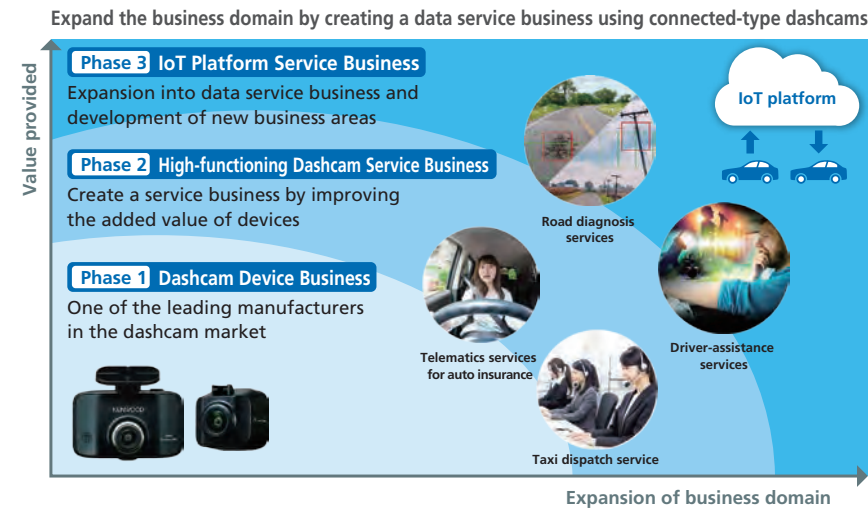 Expand the business domain by creating a data service business using connected-type dashcams
Value provided
Phase 3 IoT Platform Service Business
Expansion into data service business and
development of new business areas
IoT platform
Phase 2 High-functioning Dashcam Service Business
Create a service business by improving
the added value of devices
Road diagnosis
services
Phase 1 Dashcam Device Business
One of the leading manufacturers
in the dashcam market
Telematics services
for auto insurance
Driver-assistance
services
KENWOOD
Taxi dispatch service
Expansion of business domain